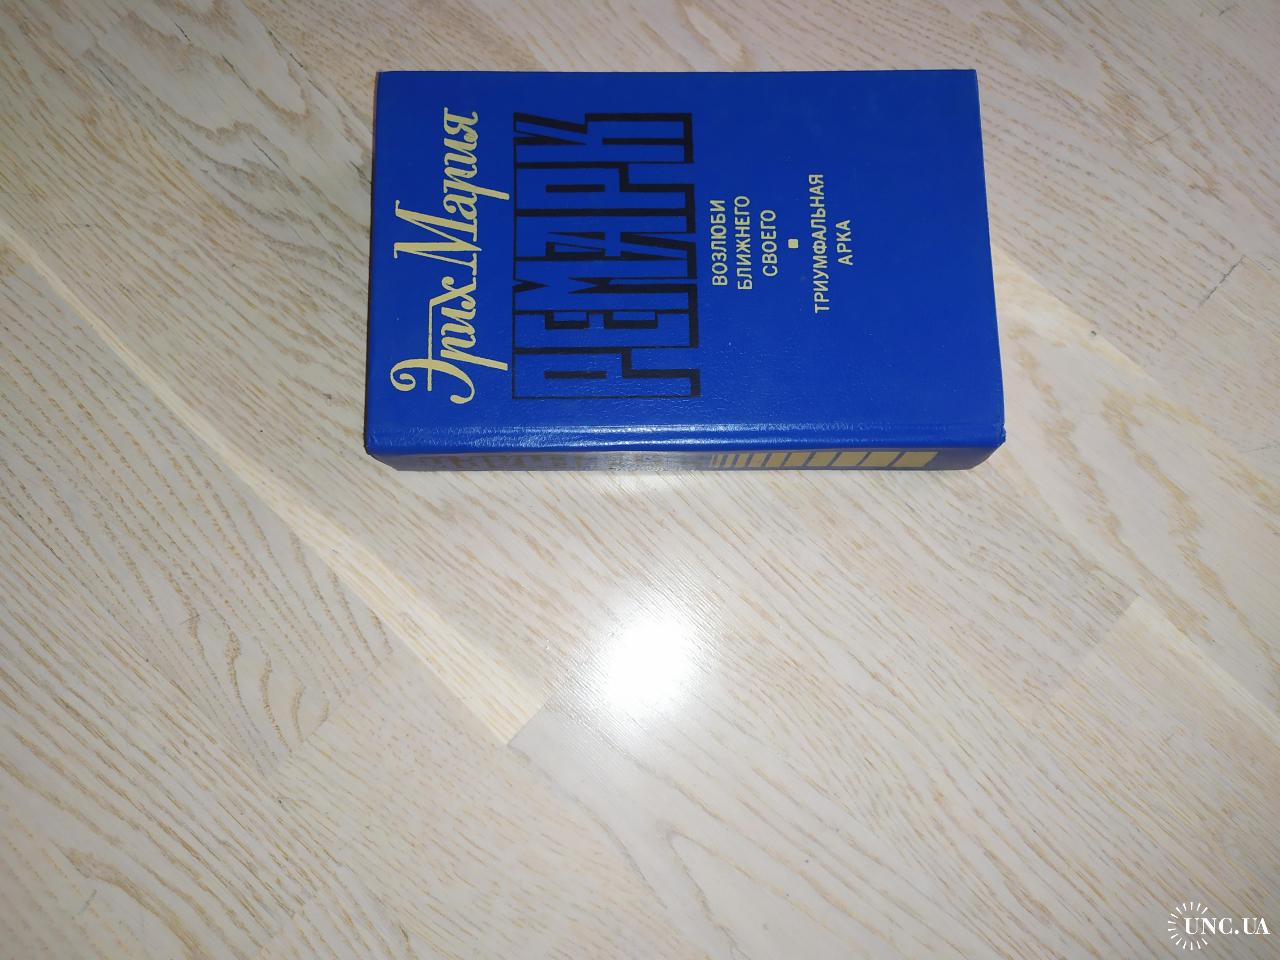 Эрих Мария
РЕМАРК
ВОЗЛЮБИ
БЛИЖНЕГО
СВОЕГО
ТРИУМФАЛЬНАЯ
АРКА
UNC.UA